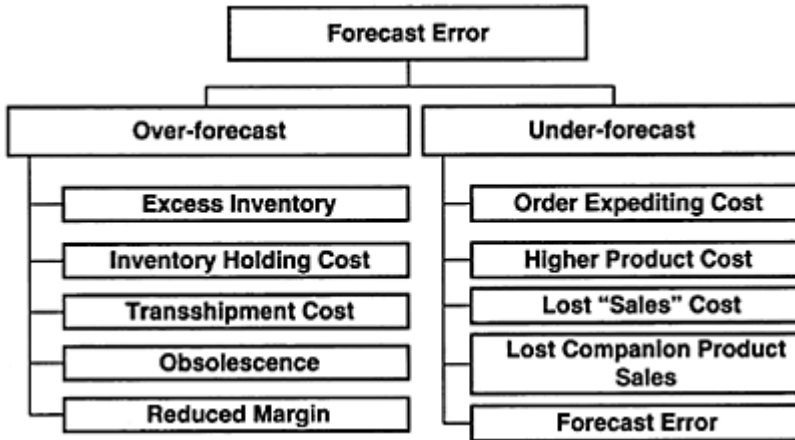 Forecast Error
Over-forecast
Excess Inventory
Inventory Holding Cost
Transshipment Cost
Obsolescence
Reduced Margin
Under-forecast
Order Expediting Cost
Higher Product Cost
Lost “Sales” Cost
Lost Companion Product
Sales
Forecast Error